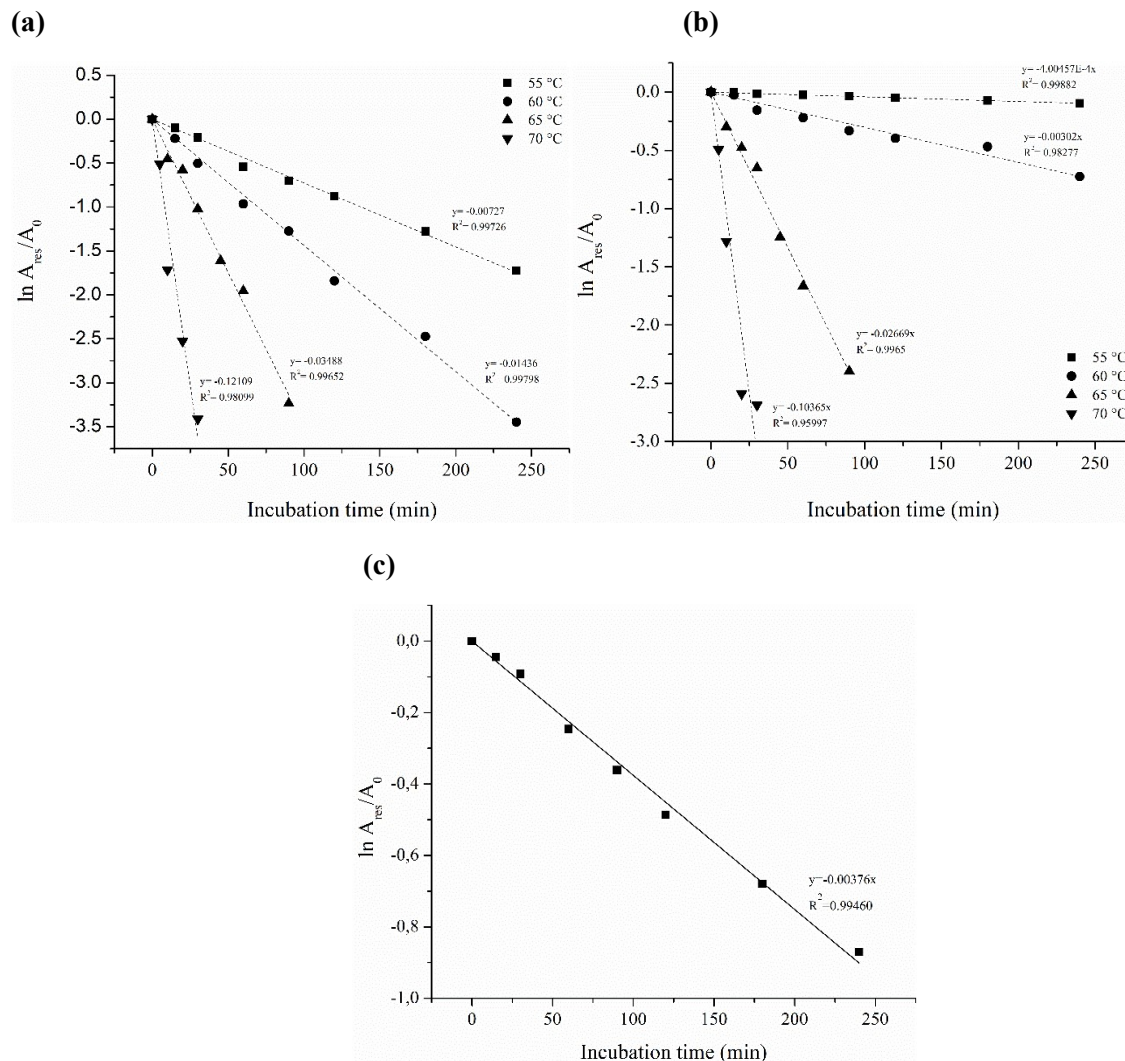 (a)
0.5
0.0
-0.5
-1.0
-1.5
-2.0
-2.5
-3.0
-3.5
ln A_res/A_0
55 °C
60 °C
65 °C
70 °C
y= -0.00727
R²= 0.99726
y= -0.03488
R²= 0.99652
y= -0.01436
R² 0.99798
y= -0.12109
R²= 0.98099
0 50 100 150 200 250
Incubation time (min)
(b)
0.0
-0.5
-1.0
-1.5
-2.0
-2.5
-3.0
ln A_res/A_0
y= -4.00457E-4x
R²= 0.99882
y= -0.00302x
R²= 0.98277
y= -0.02669x
R²= 0.9965
y= -0.10365x
R²= 0.95997
55 °C
60 °C
65 °C
70 °C
0 50 100 150 200 250
Incubation time (min)
(c)
0,0
-0,2
-0,4
-0,6
-0,8
-1,0
ln A_res/A_0
y=-0.00376x
R²=0.99460
0 50 100 150 200 250
Incubation time (min)